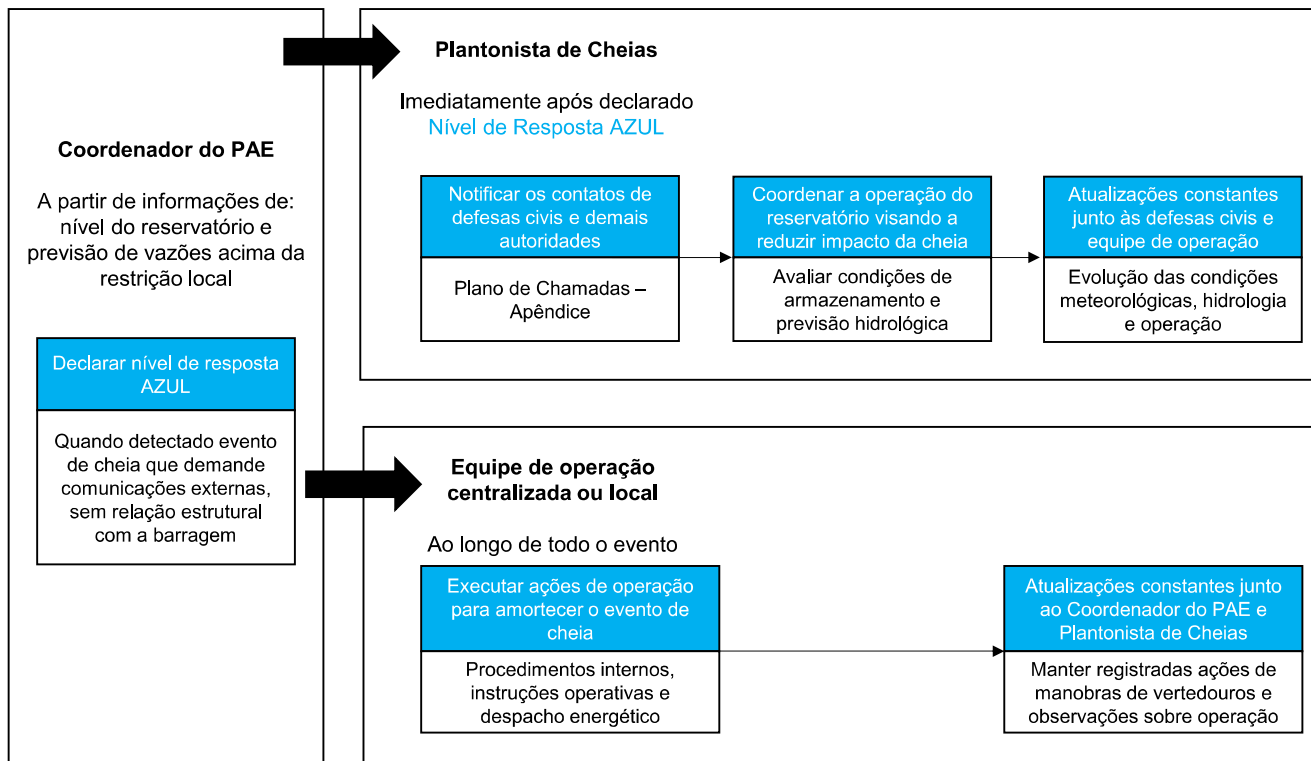 Coordenador do PAE
A partir de informações de:
nível do reservatório e
previsão de vazões acima da
restrição local
Declarar nível de resposta
AZUL
Quando detectado evento
de cheia que demande
comunicações externas,
sem relação estrutural
com a barragem
Plantonista de Cheias
Imediatamente após declarado
Nível de Resposta AZUL
Notificar os contatos de
defesas civis e demais
autoridades
Plano de Chamadas –
Apêndice
Coordenar a operação do
reservatório visando a
reduzir impacto da cheia
Avaliar condições de
armazenamento e
previsão hidrológica
Atualizações constantes
junto às defesas civis e
equipe de operação
Evolução das condições
meteorológicas, hidrologia
e operação
Equipe de operação
centralizada ou local
Ao longo de todo o evento
Executar ações de operação
para amortecer o evento de
cheia
Procedimentos internos,
instruções operativas e
despacho energético
Atualizações constantes junto
ao Coordenador do PAE e
Plantonista de Cheias
Manter registradas ações de
manobras de vertedouros e
observações sobre operação